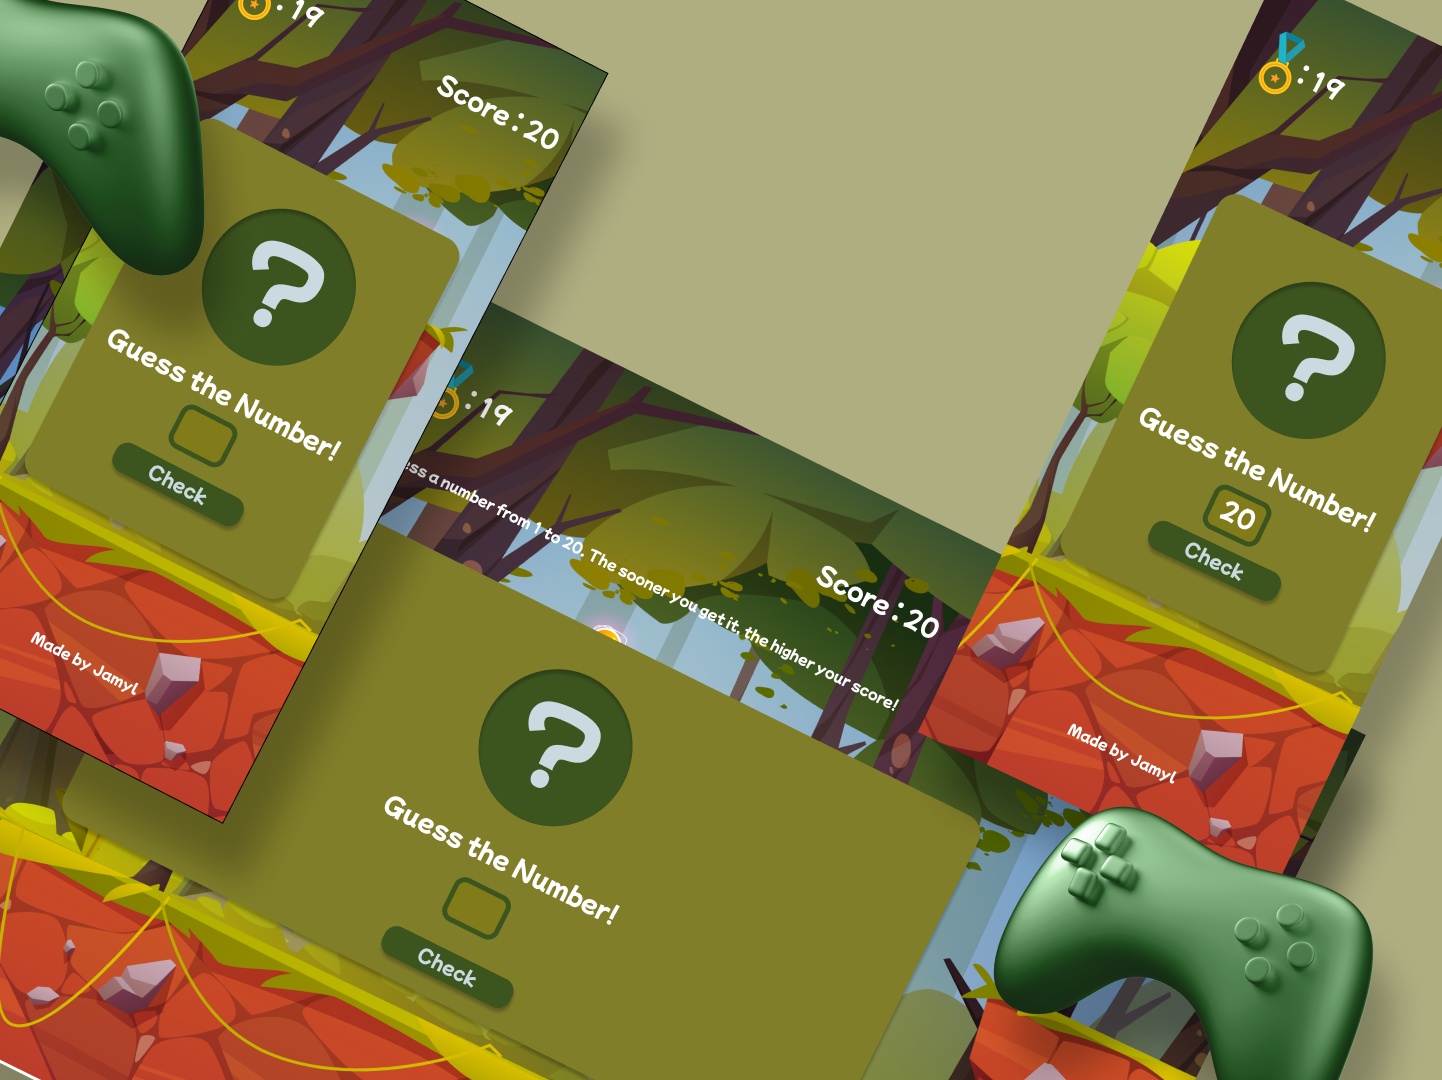 :19
Score:20
Guess the Number!
Check
Made by Jamyl
:19
a number from 1 to 20. The sooner you get it, the higher your score!
Score:20
Guess the Number!
Check
:19
Guess the Number!
20
Check
Made by Jamyl